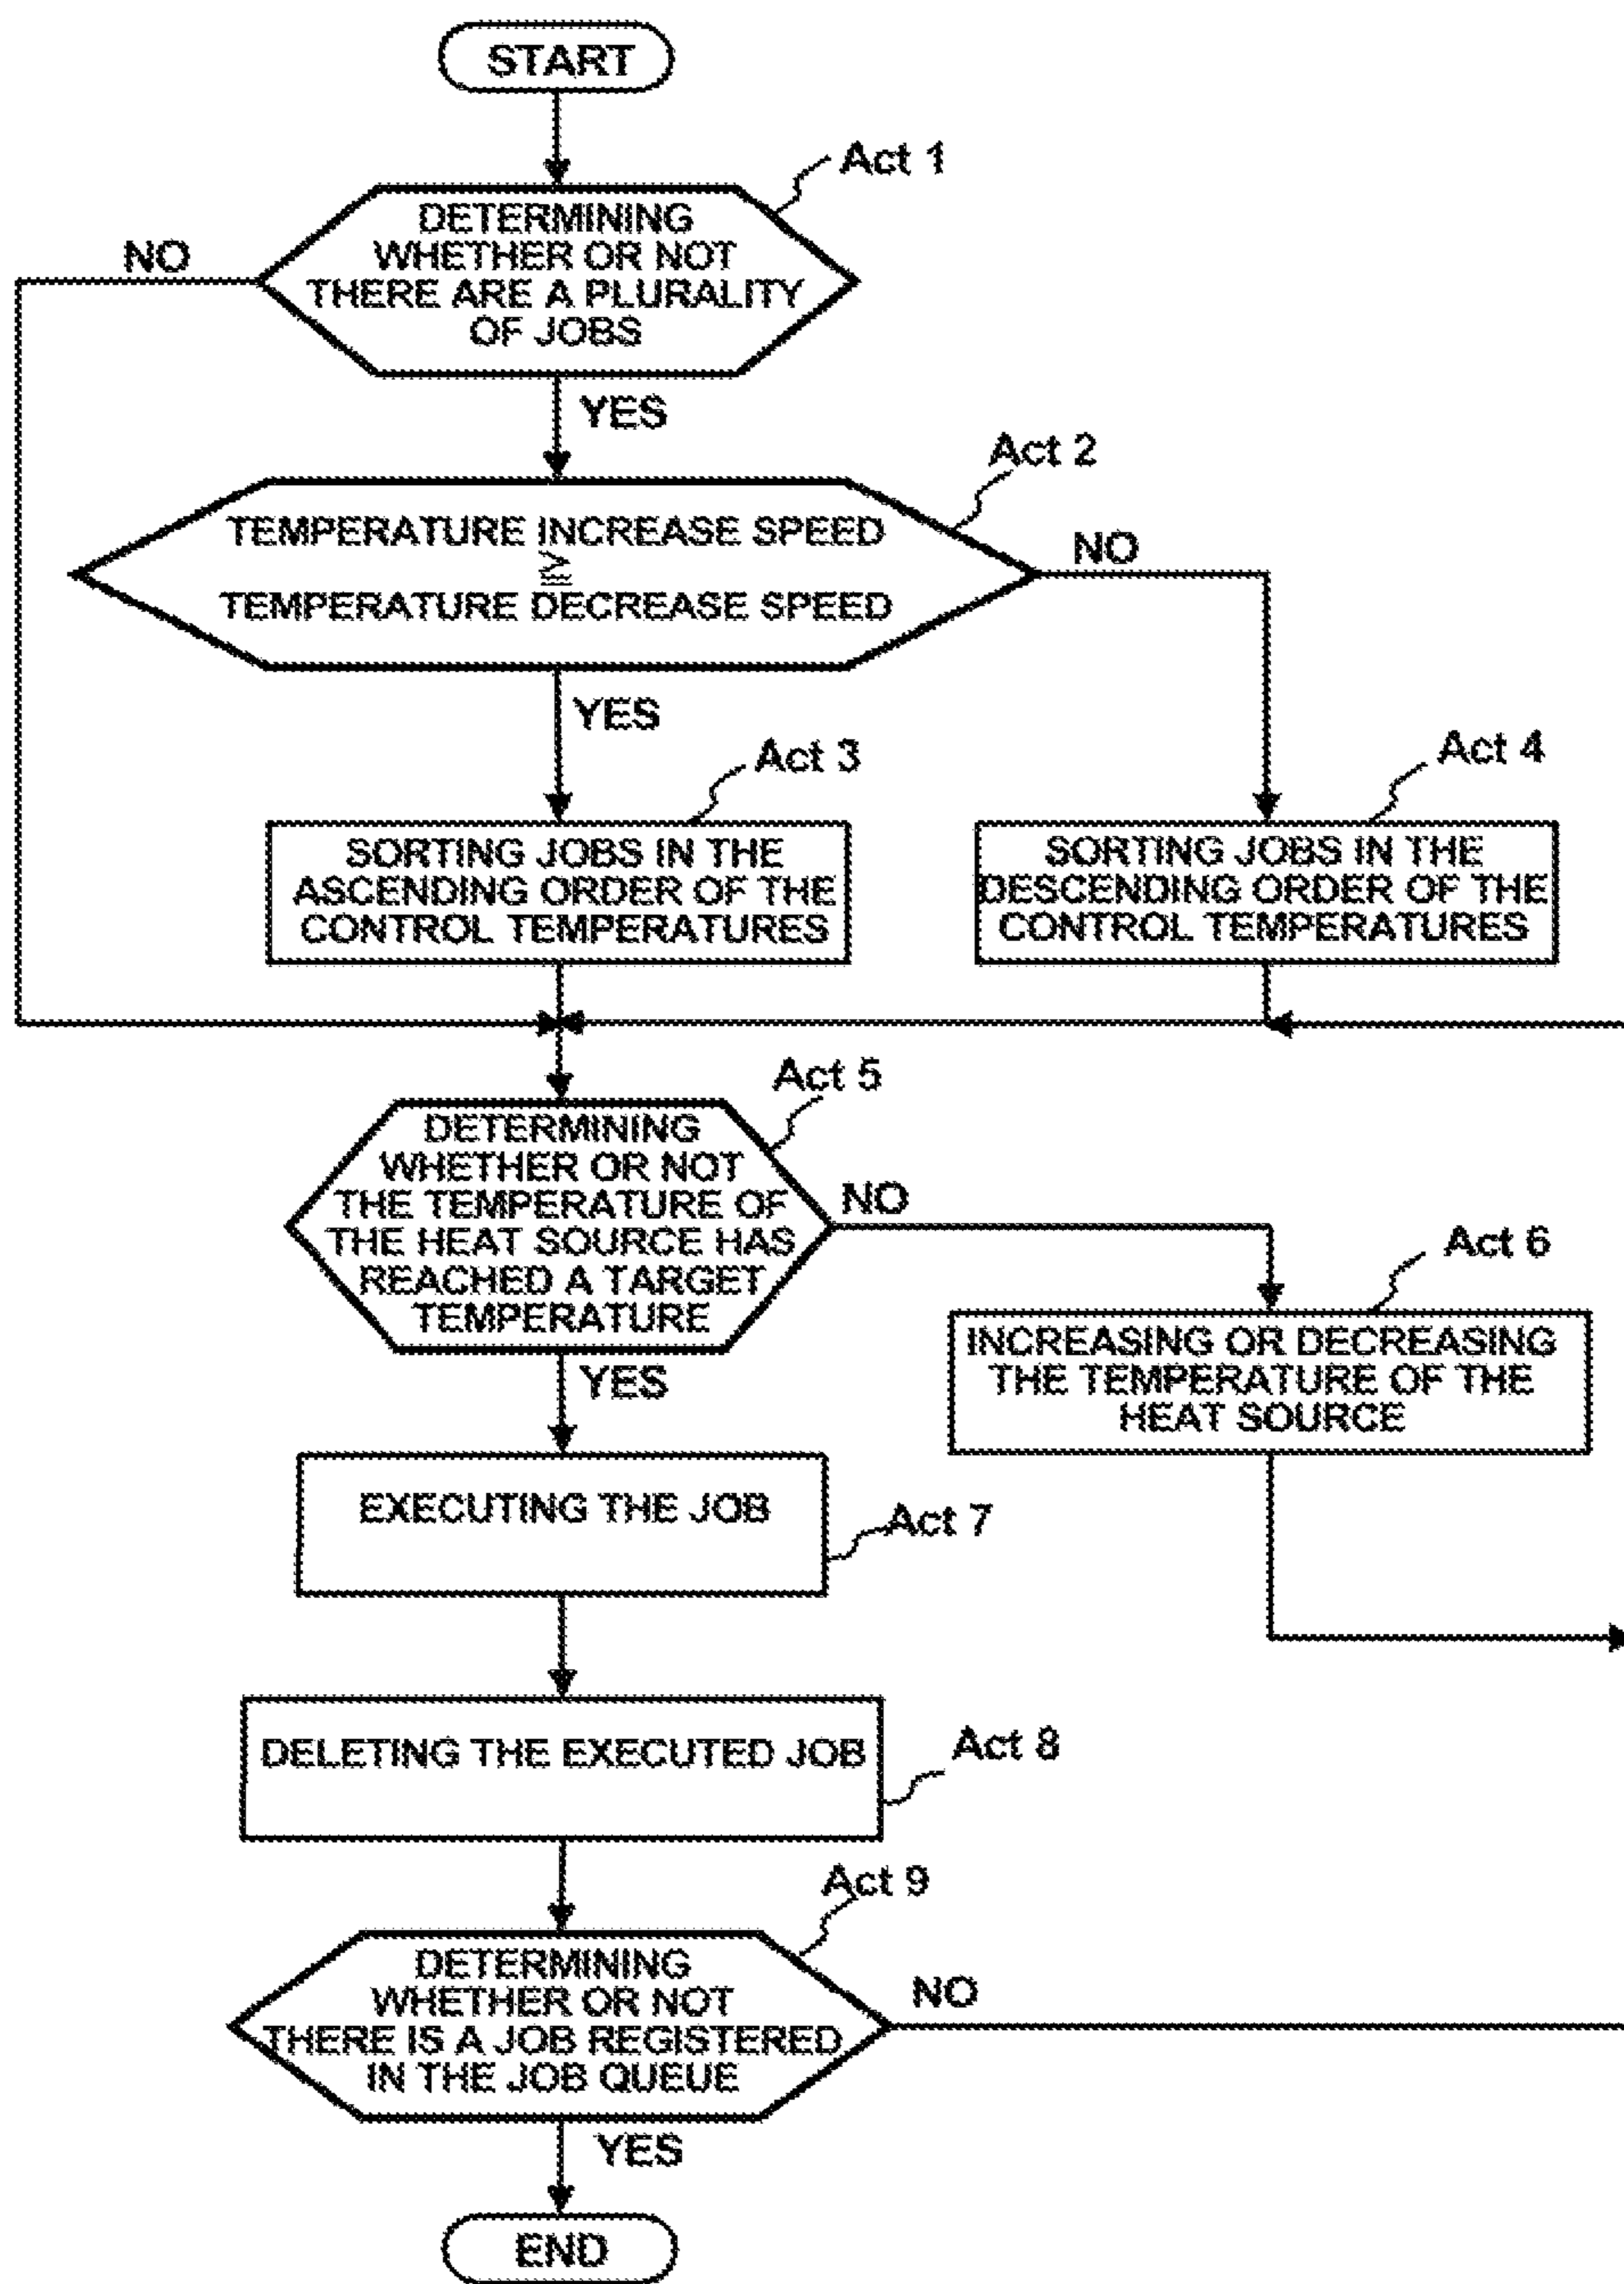 START
Act 1
DETERMINING
WHETHER OR NOT
THERE ARE A PLURALITY
OF JOBS
NO
YES
Act 2
TEMPERATURE INCREASE SPEED
≧
TEMPERATURE DECREASE SPEED
NO
YES
Act 3
SORTING JOBS IN THE
ASCENDING ORDER OF THE
CONTROL TEMPERATURES
Act 4
SORTING JOBS IN THE
DESCENDING ORDER OF THE
CONTROL TEMPERATURES
Act 5
DETERMINING
WHETHER OR NOT
THE TEMPERATURE OF
THE HEAT SOURCE HAS
REACHED A TARGET
TEMPERATURE
NO
YES
Act 6
INCREASING OR DECREASING
THE TEMPERATURE OF THE
HEAT SOURCE
EXECUTING THE JOB
Act 7
DELETING THE EXECUTED JOB
Act 8
Act 9
DETERMINING
WHETHER OR NOT
THERE IS A JOB REGISTERED
IN THE JOB QUEUE
NO
YES
END